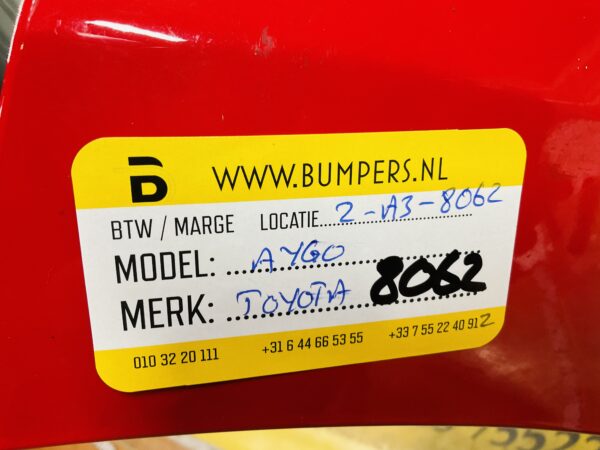 WWW.BUMPERS.NL
BTW / MARGE LOCATIE 2-A3-8062
MODEL: AYGO
MERK: TOYOTA 8062
010 32 20 111 +31 6 44 66 53 55 +33 7 55 22 40 91 2